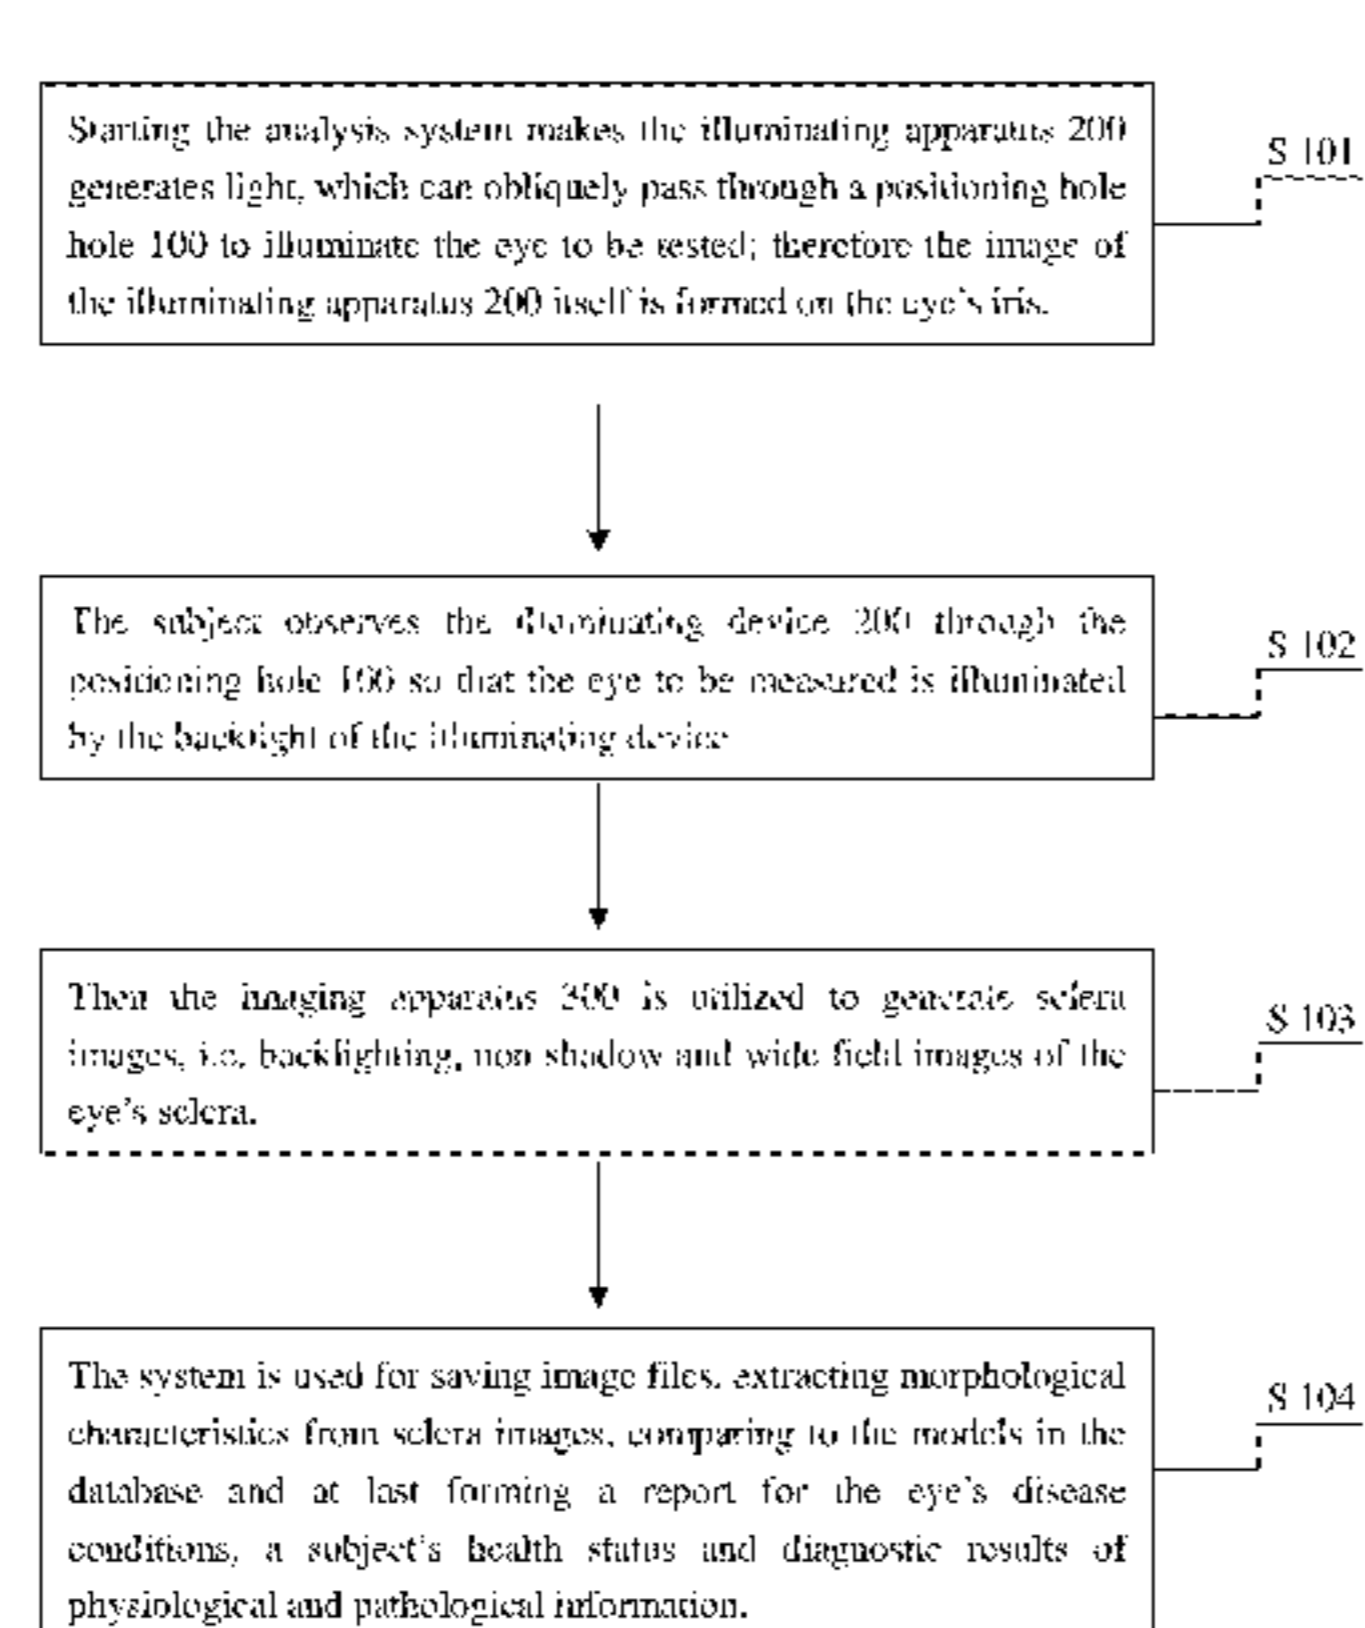 Starting the analysis system makes the illuminating apparatus 200
generates light, which can obliquely pass through a positioning hole
hole 100 to illuminate the eye to be tested; therefore the image of
the illuminating apparatus 200 itself is formed on the eye's iris.
S 101
The subject observes the illuminating device 200 through the
positioning hole 100 so that the eye to be measured is illuminated
by the backlight of the illuminating device
S 102
Then the imaging apparatus 300 is utilized to generate sclera
images, i.e. backlighting, non shadow and wide field images of the
eye's sclera.
S 103
The system is used for saving image files, extracting morphological
characteristics from sclera images, comparing to the models in the
database and at last forming a report for the eye's disease
conditions, a subject's health status and diagnostic results of
physiological and pathological information.
S 104